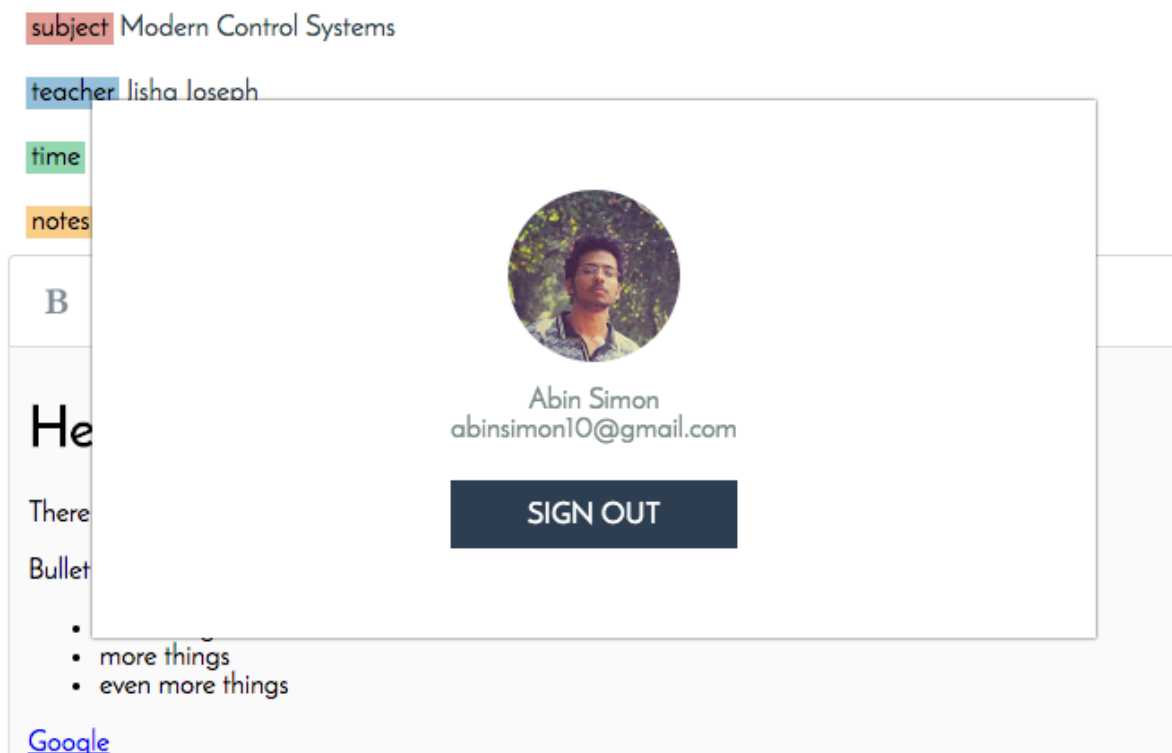 subject Modern Control Systems
teacher Jisha Joseph
time
notes
B
He
Abin Simon
abinsimon10@gmail.com
There
SIGN OUT
Bullet
more things
even more things
Google